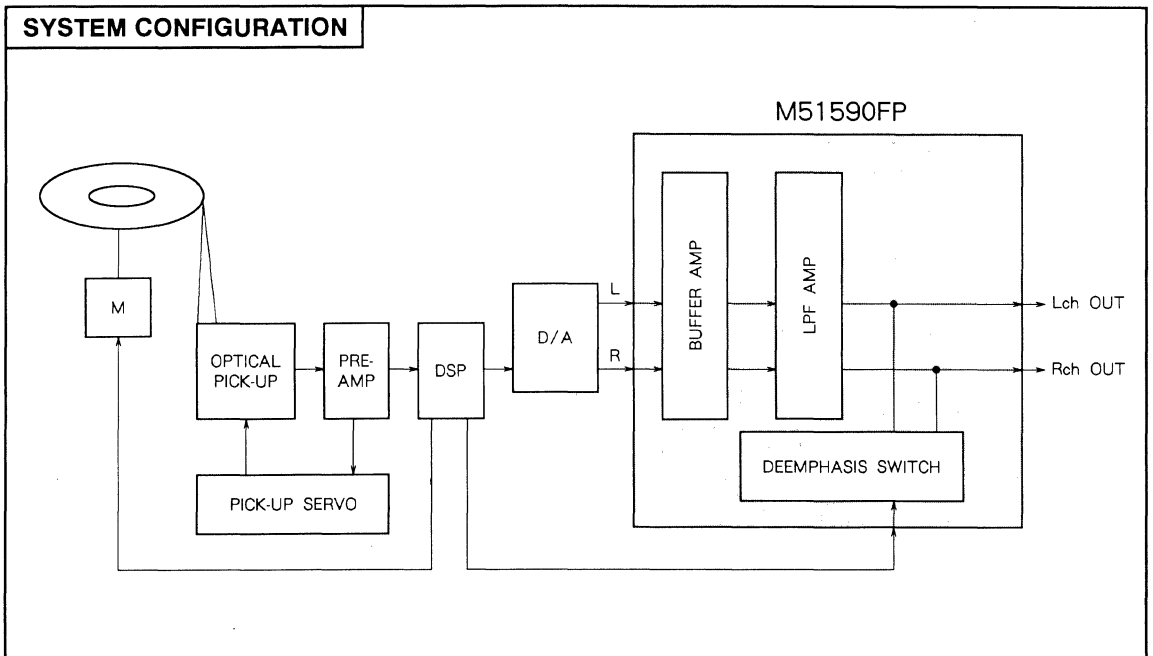 SYSTEM CONFIGURATION
M51590FP
M
OPTICAL
PICK-UP
PRE-
AMP
DSP
D/A
L
R
BUFFER AMP
LPF AMP
Lch OUT
Rch OUT
DEEMPHASIS SWITCH
PICK-UP SERVO